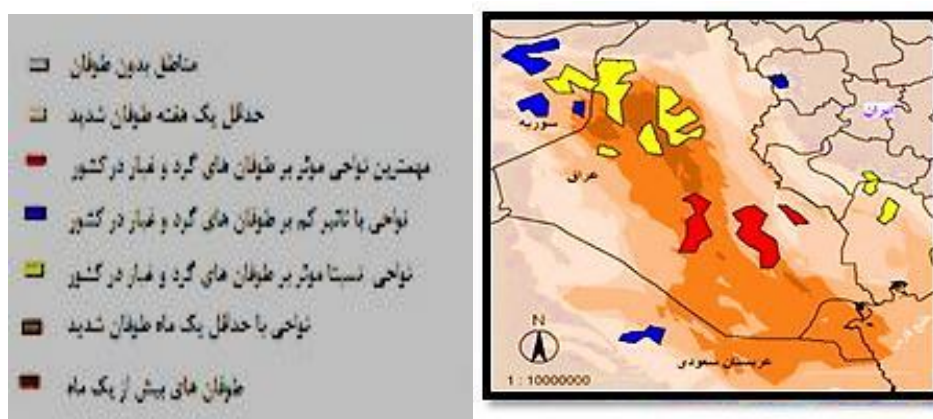 مناطق بدون طوفان
حداقل یک هفته طوفان شدید
مهمترین نواحی موثر بر طوفان های گرد و غبار در کشور
نواحی با تاثیر کم بر طوفان های گرد و غبار در کشور
نواحی نسبتا موثر بر طوفان های گرد و غبار در کشور
نواحی با حداقل یک ماه طوفان شدید
طوفان های بیش از یک ماه
ایران
سوریه
عراق
عربستان سعودی
N
1 : 10000000